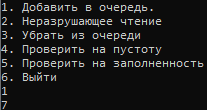 1. Добавить в очередь.
2. Неразрушающее чтение
3. Убрать из очереди
4. Проверить на пустоту
5. Проверить на заполненность
6. Выйти
1
7